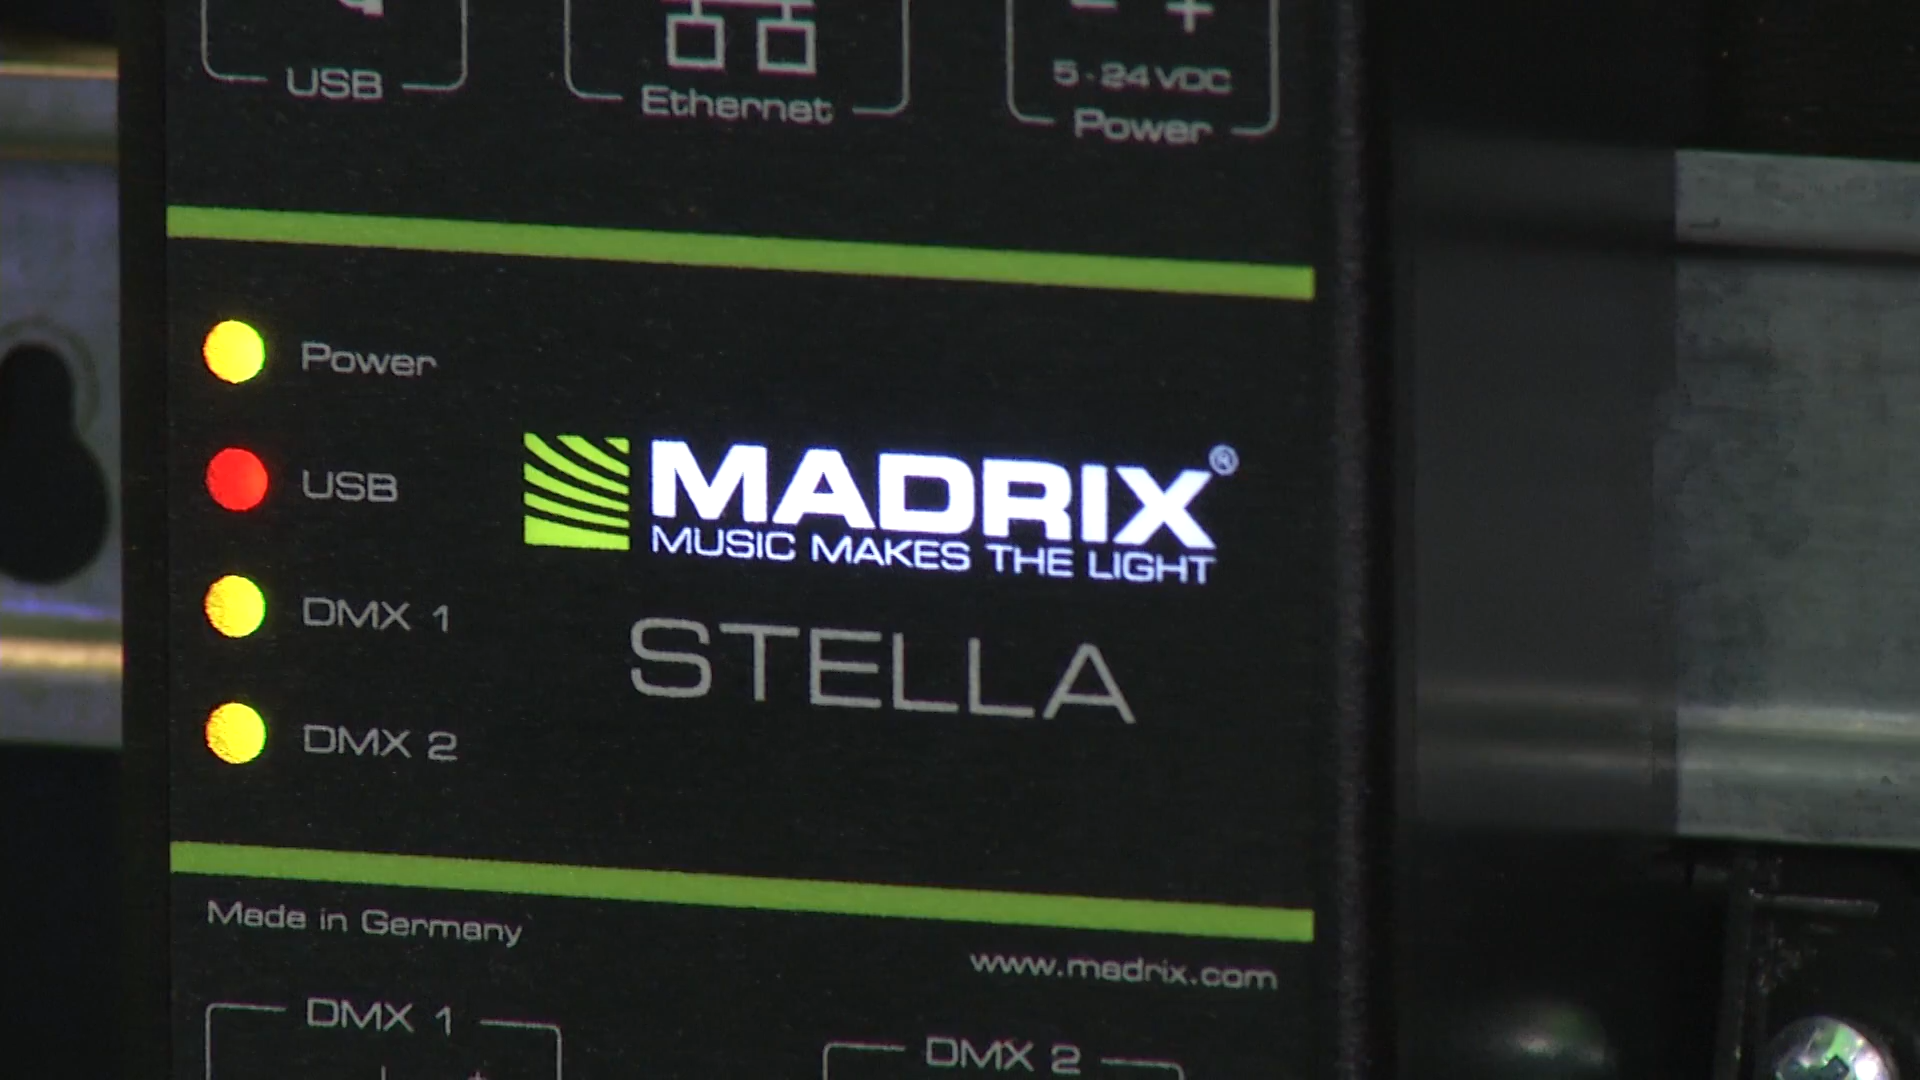 USB
Ethernet
- +
5-24 VDC
Power
Power
USB
DMX 1
DMX 2
MADRIX®
MUSIC MAKES THE LIGHT
STELLA
Made in Germany
www.madrix.com
DMX 1
DMX 2